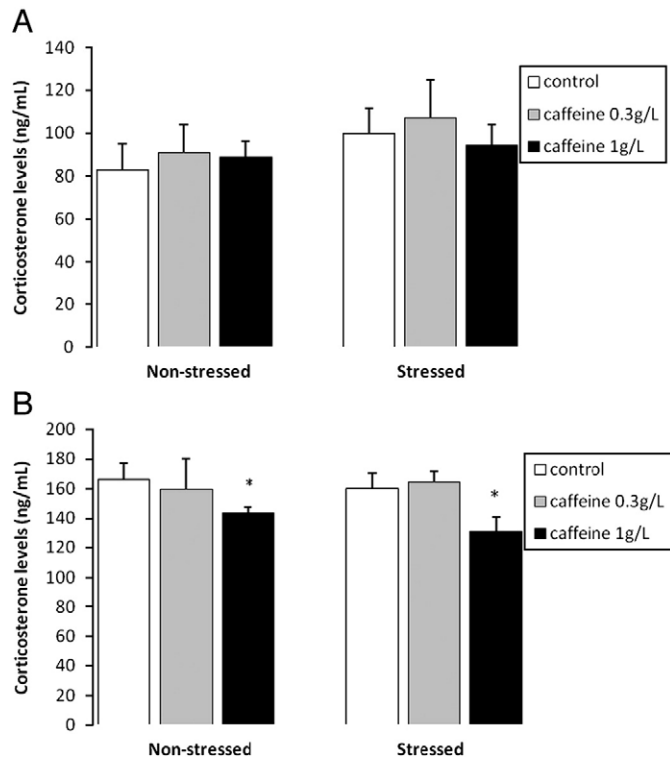 A
Corticosterone levels (ng/mL)
140
120
100
80
60
40
20
0
Non-stressed
Stressed
control
caffeine 0.3g/L
caffeine 1g/L
B
Corticosterone levels (ng/mL)
200
180
160
140
120
100
80
60
40
20
0
*
*
Non-stressed
Stressed
control
caffeine 0.3g/L
caffeine 1g/L